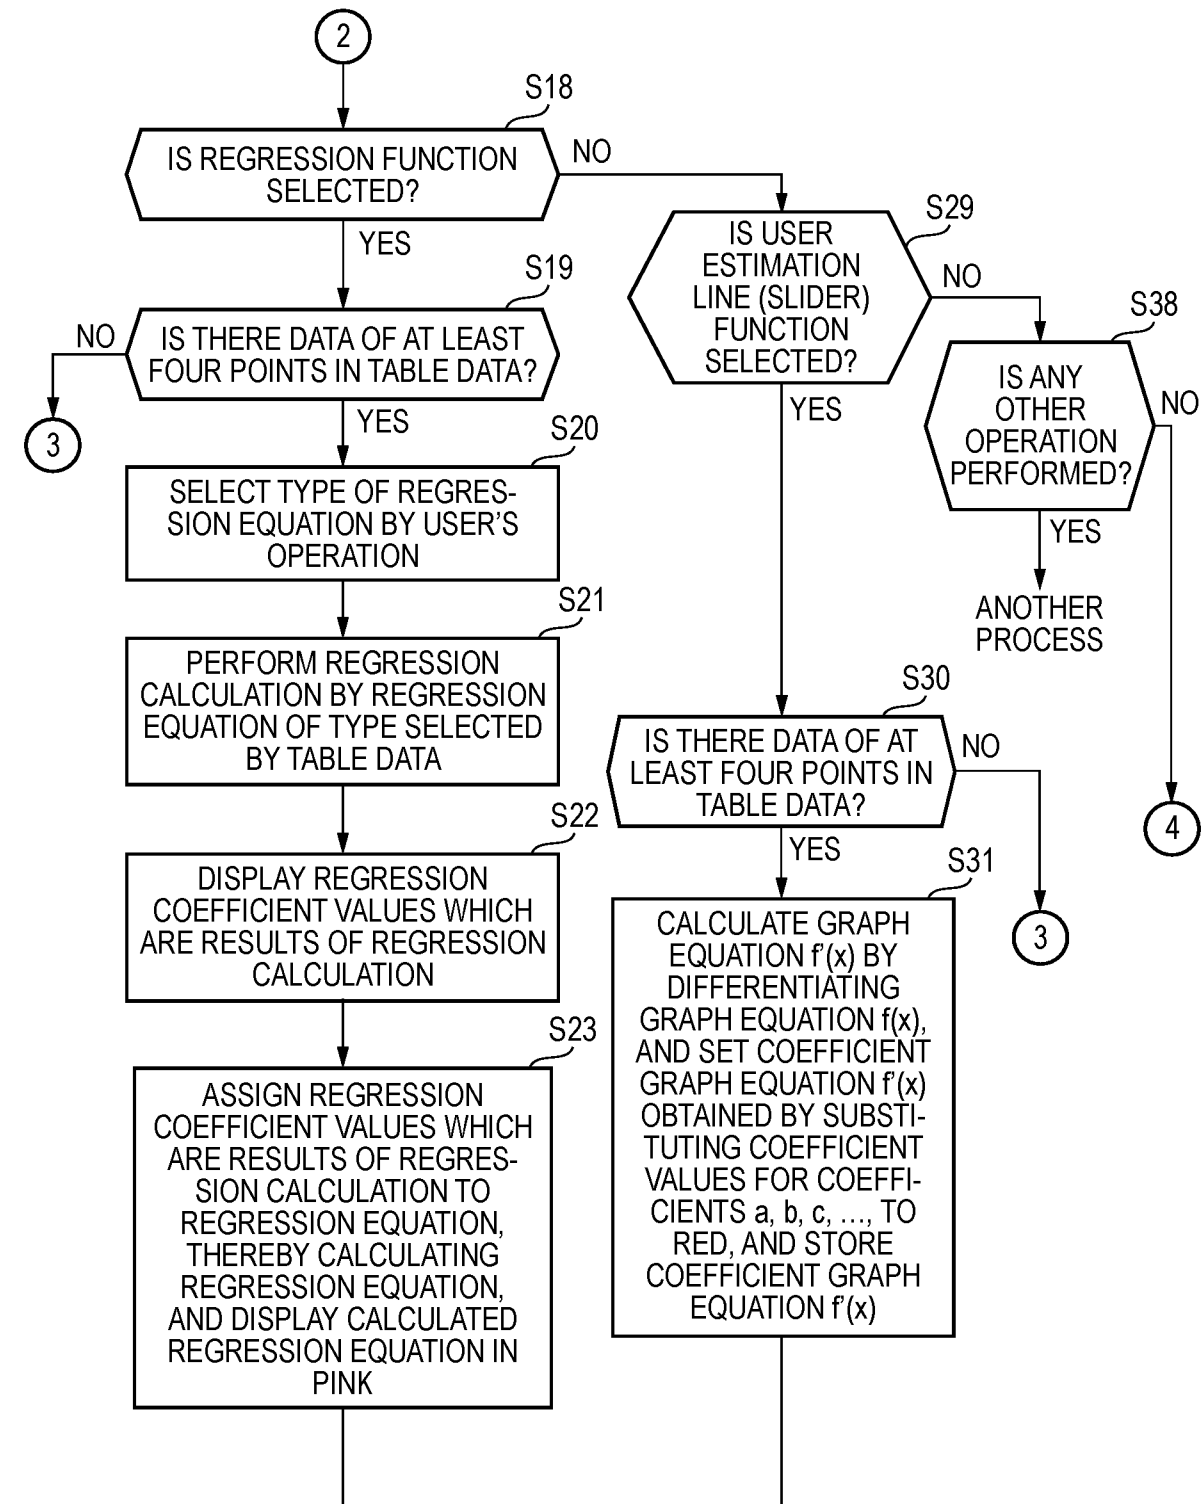 2
S18
IS REGRESSION FUNCTION
SELECTED?
NO
YES
S19
IS THERE DATA OF AT LEAST
FOUR POINTS IN TABLE DATA?
NO
3
YES
S20
SELECT TYPE OF REGRES-
SION EQUATION BY USER'S
OPERATION
S21
PERFORM REGRESSION
CALCULATION BY REGRESSION
EQUATION OF TYPE SELECTED
BY TABLE DATA
S22
DISPLAY REGRESSION
COEFFICIENT VALUES WHICH
ARE RESULTS OF REGRESSION
CALCULATION
S23
ASSIGN REGRESSION
COEFFICIENT VALUES WHICH
ARE RESULTS OF REGRES-
SION CALCULATION TO
REGRESSION EQUATION,
THEREBY CALCULATING
REGRESSION EQUATION,
AND DISPLAY CALCULATED
REGRESSION EQUATION IN
PINK
S29
IS USER
ESTIMATION
LINE (SLIDER)
FUNCTION
SELECTED?
NO
YES
S38
IS ANY
OTHER
OPERATION
PERFORMED?
NO
YES
ANOTHER
PROCESS
4
S30
IS THERE DATA OF AT
LEAST FOUR POINTS IN
TABLE DATA?
NO
3
YES
S31
CALCULATE GRAPH
EQUATION f'(x) BY
DIFFERENTIATING
GRAPH EQUATION f(x),
AND SET COEFFICIENT
GRAPH EQUATION f'(x)
OBTAINED BY SUBSTI-
TUTING COEFFICIENT
VALUES FOR COEFFI-
CIENTS a, b, c, ..., TO
RED, AND STORE
COEFFICIENT GRAPH
EQUATION f'(x)